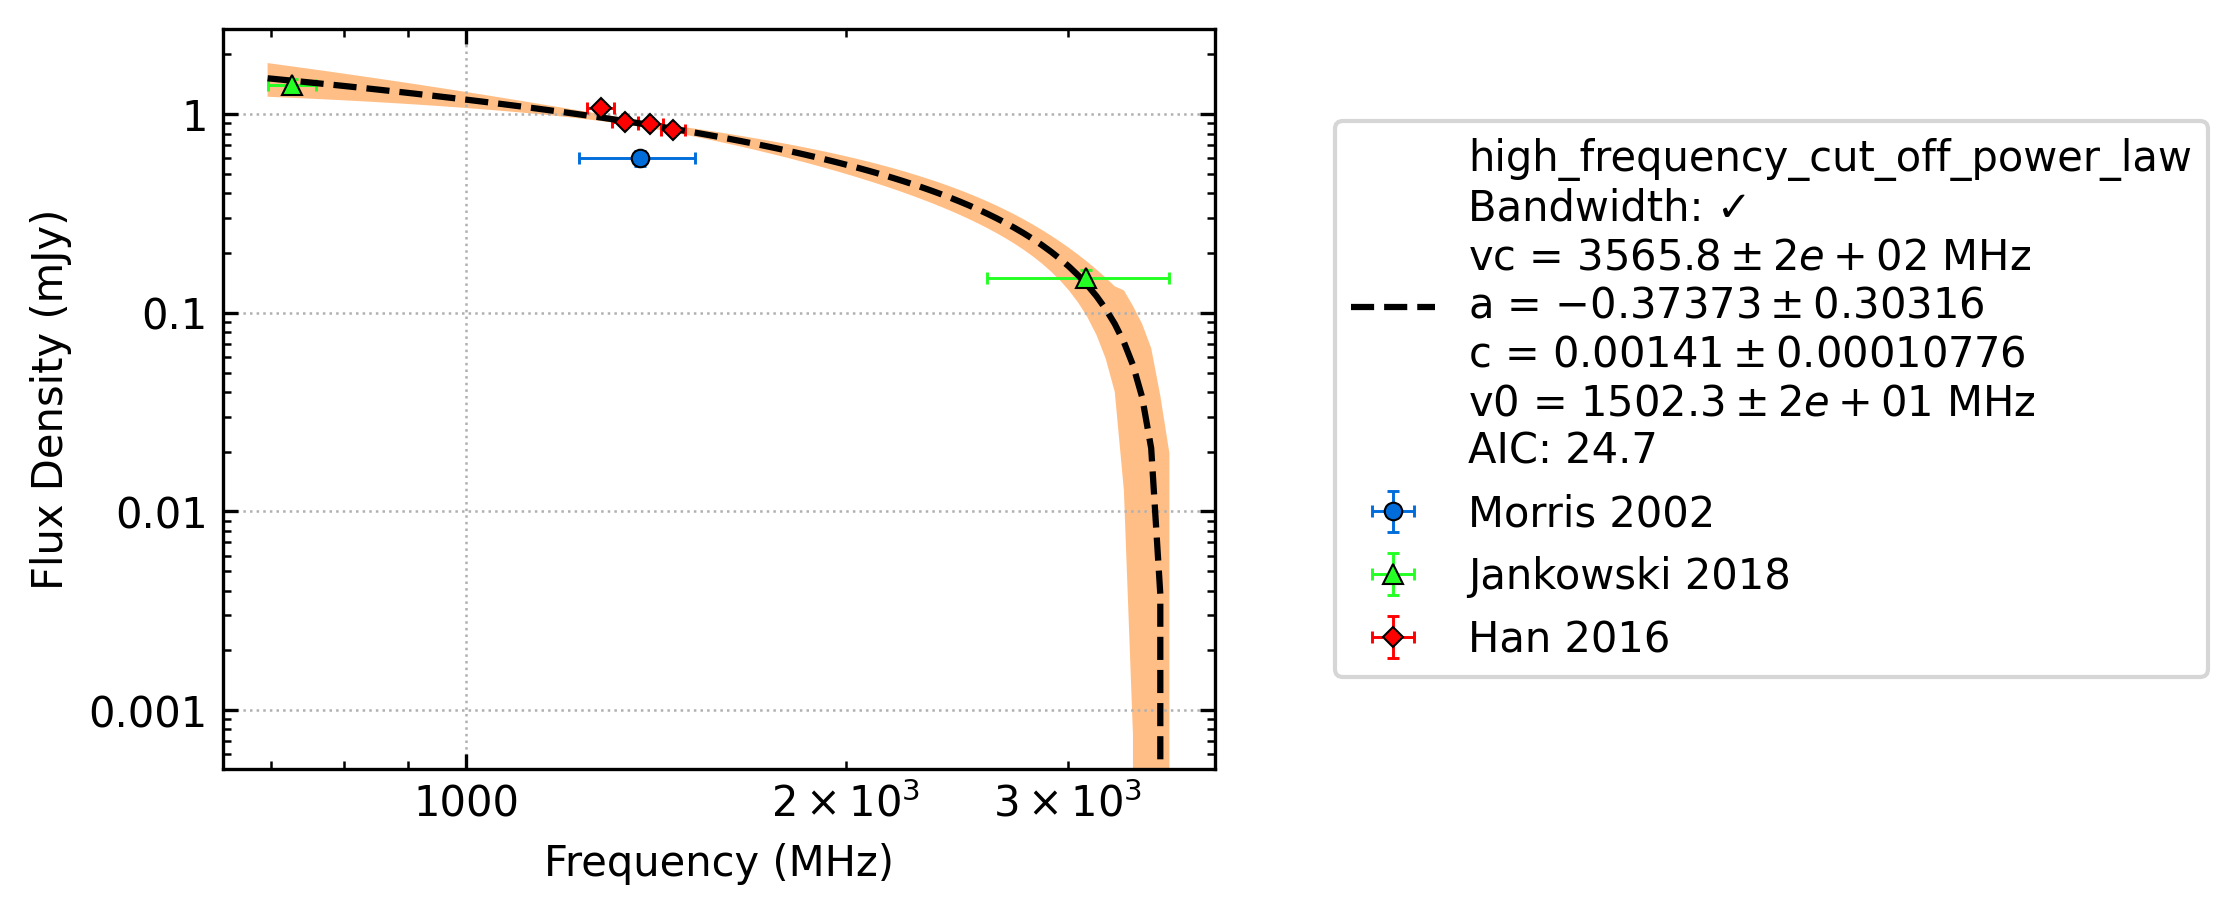 Flux Density (mJy)
1
0.1
0.01
0.001
1000
2 × 10³
3 × 10³
Frequency (MHz)
high_frequency_cut_off_power_law
Bandwidth: ✓
vc = 3565.8 ± 2e + 02 MHz
a = −0.37373 ± 0.30316
c = 0.00141 ± 0.00010776
v0 = 1502.3 ± 2e + 01 MHz
AIC: 24.7
Morris 2002
Jankowski 2018
Han 2016